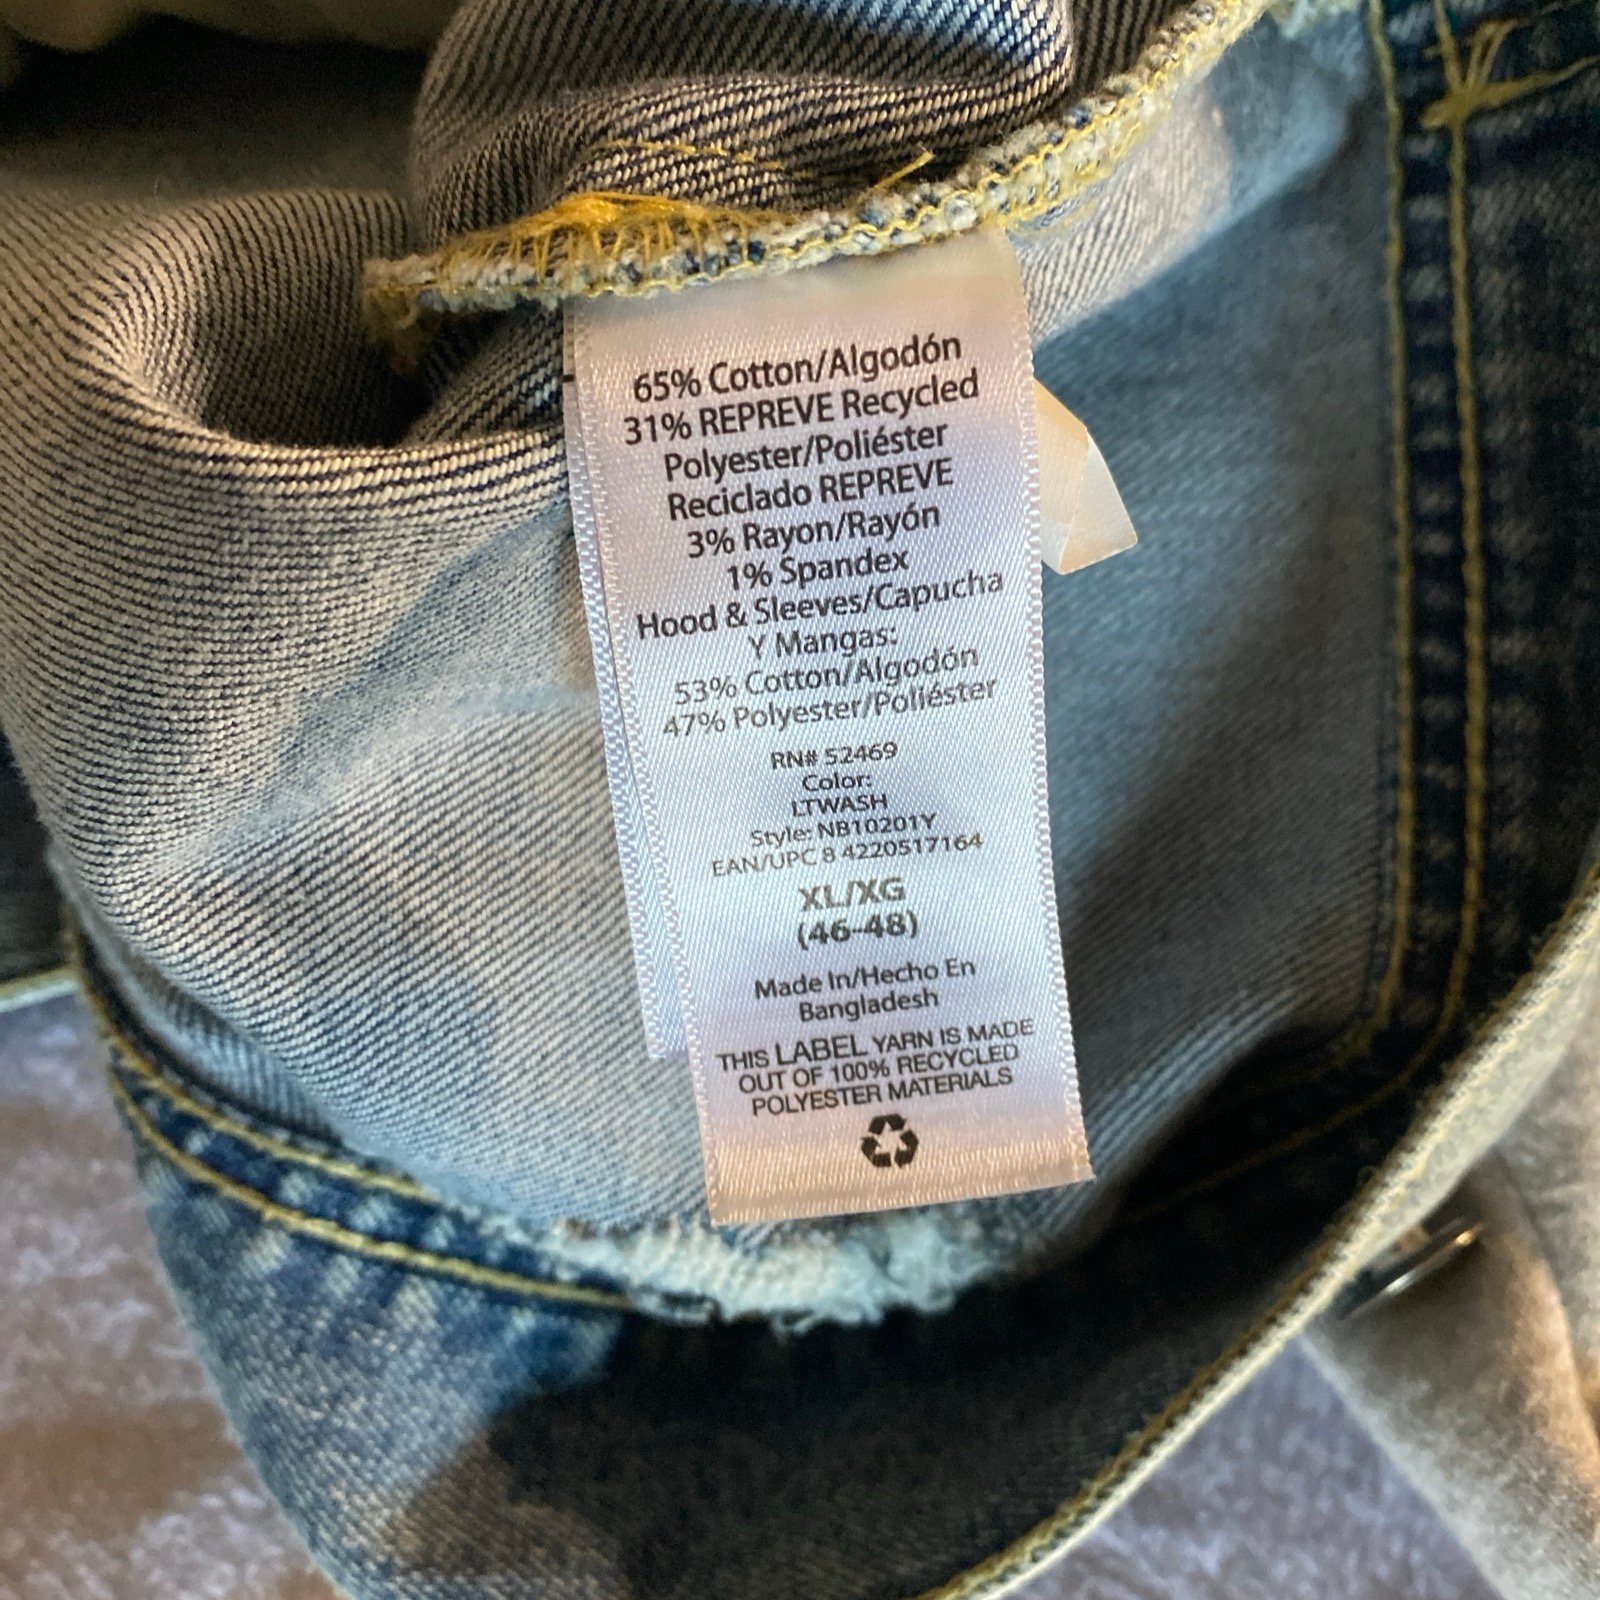 65% Cotton/Algodón
31% REPREVE Recycled
Polyester/Poliéster
Reciclado REPREVE
3% Rayon/Rayón
1% Spandex
Hood & Sleeves/Capucha
Y Mangas:
53% Cotton/Algodón
47% Polyester/Poliéster
RN# 52469
Color:
LTWASH
Style: NB10201Y
EAN/UPC 8 4220517164
XL/XG
(46-48)
Made In/Hecho En
Bangladesh
THIS LABEL YARN IS MADE
OUT OF 100% RECYCLED
POLYESTER MATERIALS